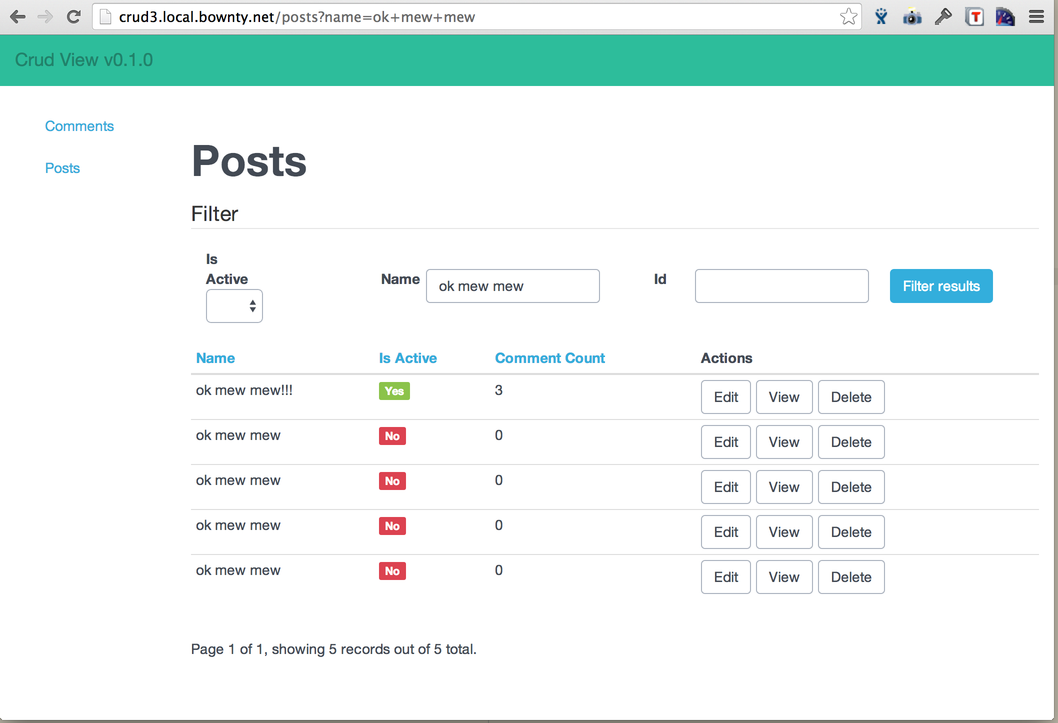 crud3.local.bownty.net/posts?name=ok+mew+mew
T
Crud View v0.1.0
Comments
Posts
Posts
Filter
Is
Active
Name
ok mew mew
Id
Filter results
Name Is Active Comment Count Actions
ok mew mew!!! Yes 3 Edit View Delete
ok mew mew No 0 Edit View Delete
ok mew mew No 0 Edit View Delete
ok mew mew No 0 Edit View Delete
ok mew mew No 0 Edit View Delete
Page 1 of 1, showing 5 records out of 5 total.